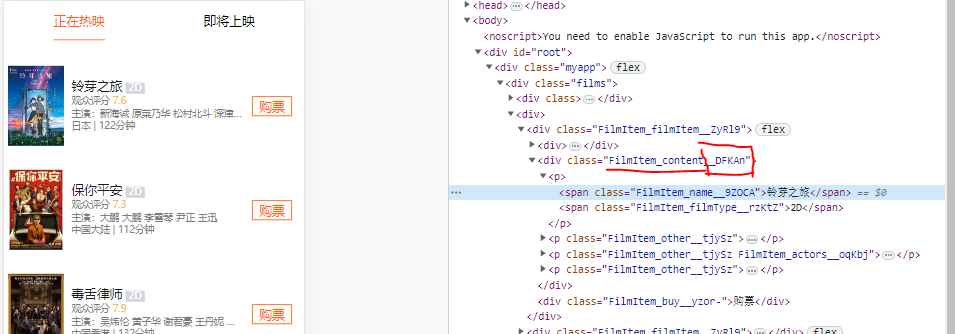 正在热映
即将上映
铃芽之旅 2D
观众评分 7.6
主演：新海诚 原菜乃华 松村北斗 深津...
日本 | 122分钟
购票
保你平安 2D
观众评分 7.3
主演：大鹏 大鹏 李雪琴 尹正 王迅
中国大陆 | 112分钟
购票
毒舌律师 2D
观众评分 7.9
主演：吴炜伦 黄子华 谢君豪 王丹妮 ...
购票
<head>…</head>
<body>
<noscript>You need to enable JavaScript to run this app.</noscript>
<div id="root">
<div class="myapp"> flex
<div class="films">
<div class>…</div>
<div>
<div class="FilmItem_filmItem__ZyRl9"> flex
<div>…</div>
<div class="FilmItem_content__DFKAn">
<p>
<span class="FilmItem_name__9ZOCA">铃芽之旅</span> == $0
<span class="FilmItem_filmType__rzKtZ">2D</span>
</p>
<p class="FilmItem_other__tjySz">…</p>
<p class="FilmItem_other__tjySz FilmItem_actors__oqKbj">…</p>
<p class="FilmItem_other__tjySz">…</p>
</div>
<div class="FilmItem_buy__yzor-">购票</div>
</div>
<div class="FilmItem_filmItem__ZyRl9">